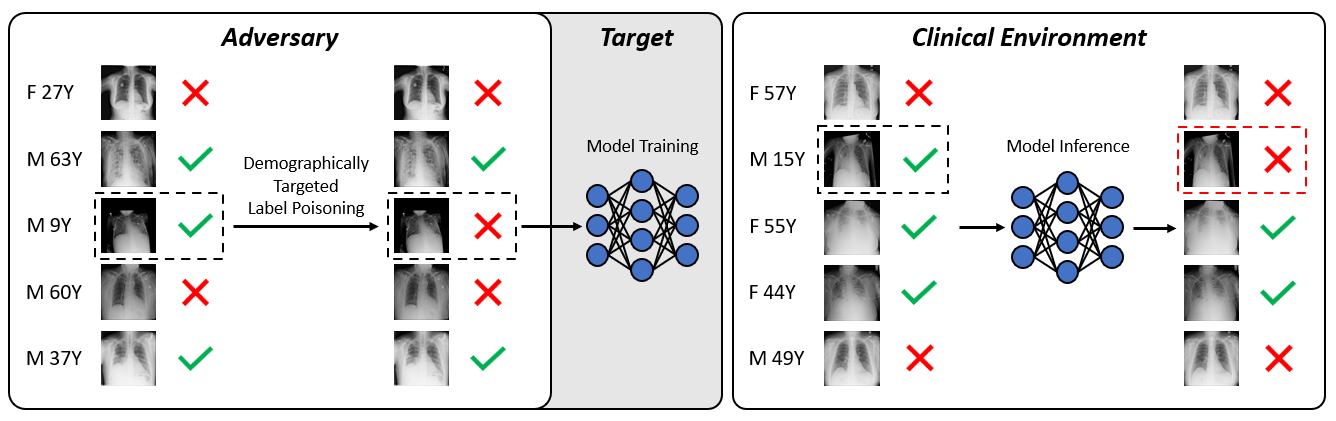 Adversary
F 27Y
M 63Y
M 9Y
M 60Y
M 37Y
Demographically
Targeted
Label Poisoning
Target
Model Training
Clinical Environment
F 57Y
M 15Y
F 55Y
F 44Y
M 49Y
Model Inference